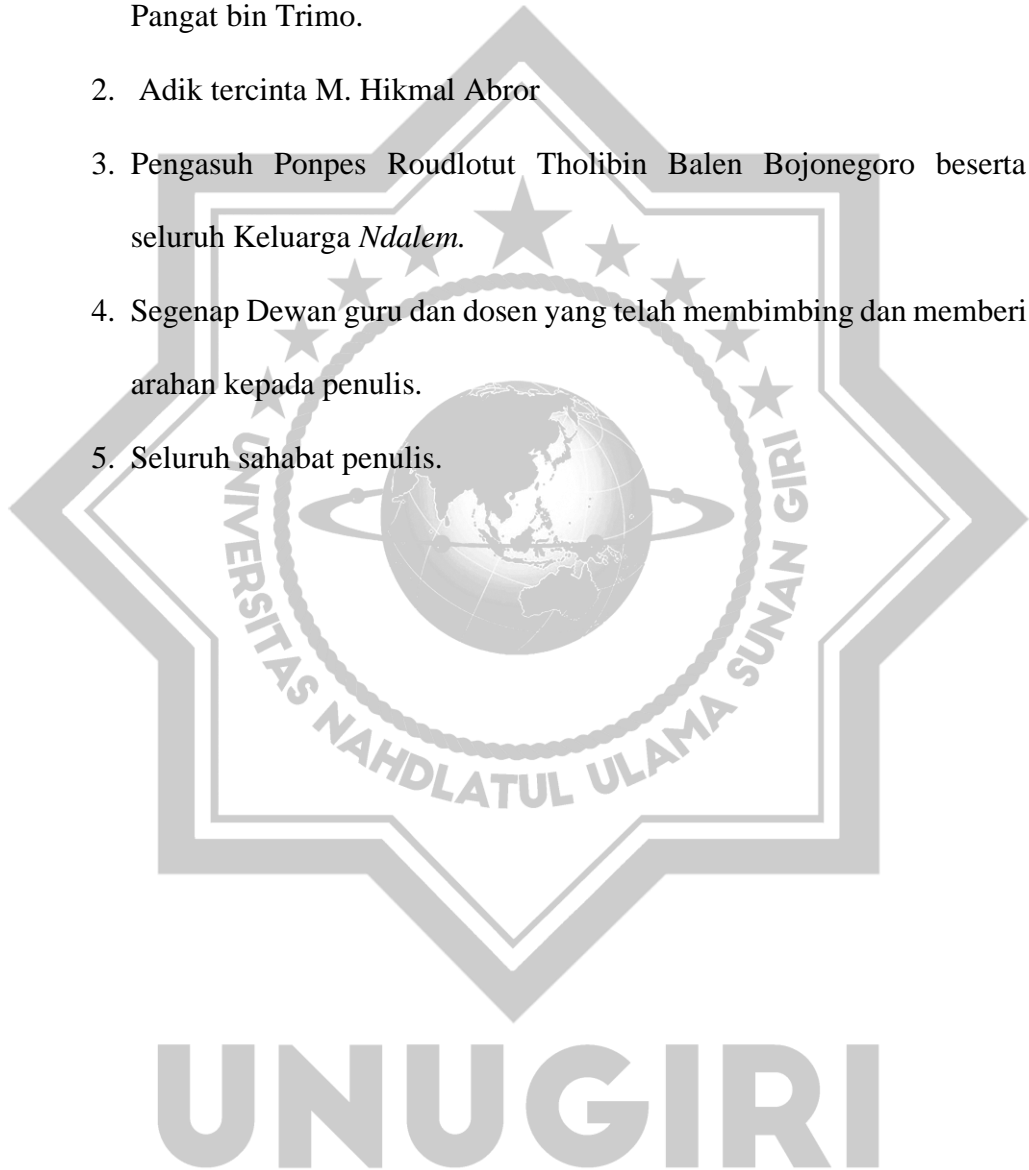 Pangat bin Trimo.
2. Adik tercinta M. Hikmal Abror
3. Pengasuh Ponpes Roudlotut Tholibin Balen Bojonegoro beserta
seluruh Keluarga Ndalem.
4. Segenap Dewan guru dan dosen yang telah membimbing dan memberi
arahan kepada penulis.
5. Seluruh sahabat penulis.
UNIVERSITAS NAHDLATUL ULAMA SUNAN GIRI
UNUGIRI